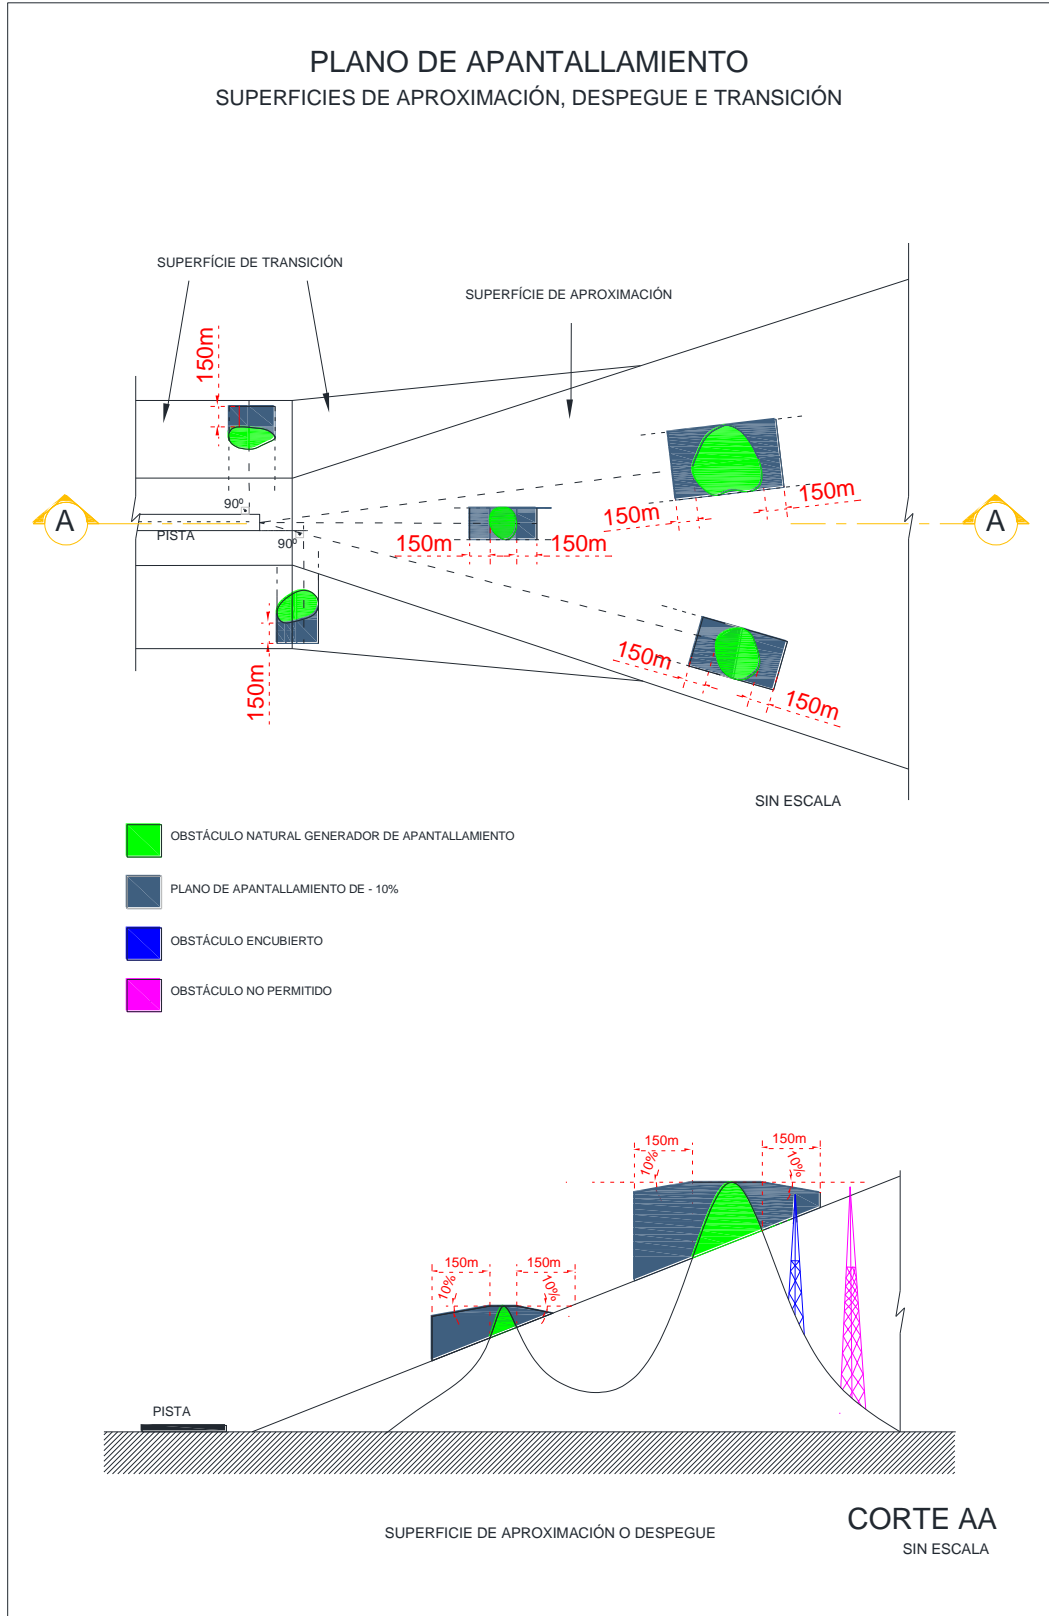 PLANO DE APANTALLAMIENTO
SUPERFICIES DE APROXIMACIÓN, DESPEGUE E TRANSICIÓN
SUPERFÍCIE DE TRANSICIÓN
SUPERFÍCIE DE APROXIMACIÓN
150m
150m
150m
90º
A
PISTA
90º
150m
150m
A
150m
150m
150m
SIN ESCALA
OBSTÁCULO NATURAL GENERADOR DE APANTALLAMIENTO
PLANO DE APANTALLAMIENTO DE - 10%
OBSTÁCULO ENCUBIERTO
OBSTÁCULO NO PERMITIDO
150m
150m
10%
10%
150m
150m
10%
10%
PISTA
SUPERFICIE DE APROXIMACIÓN O DESPEGUE
CORTE AA
SIN ESCALA